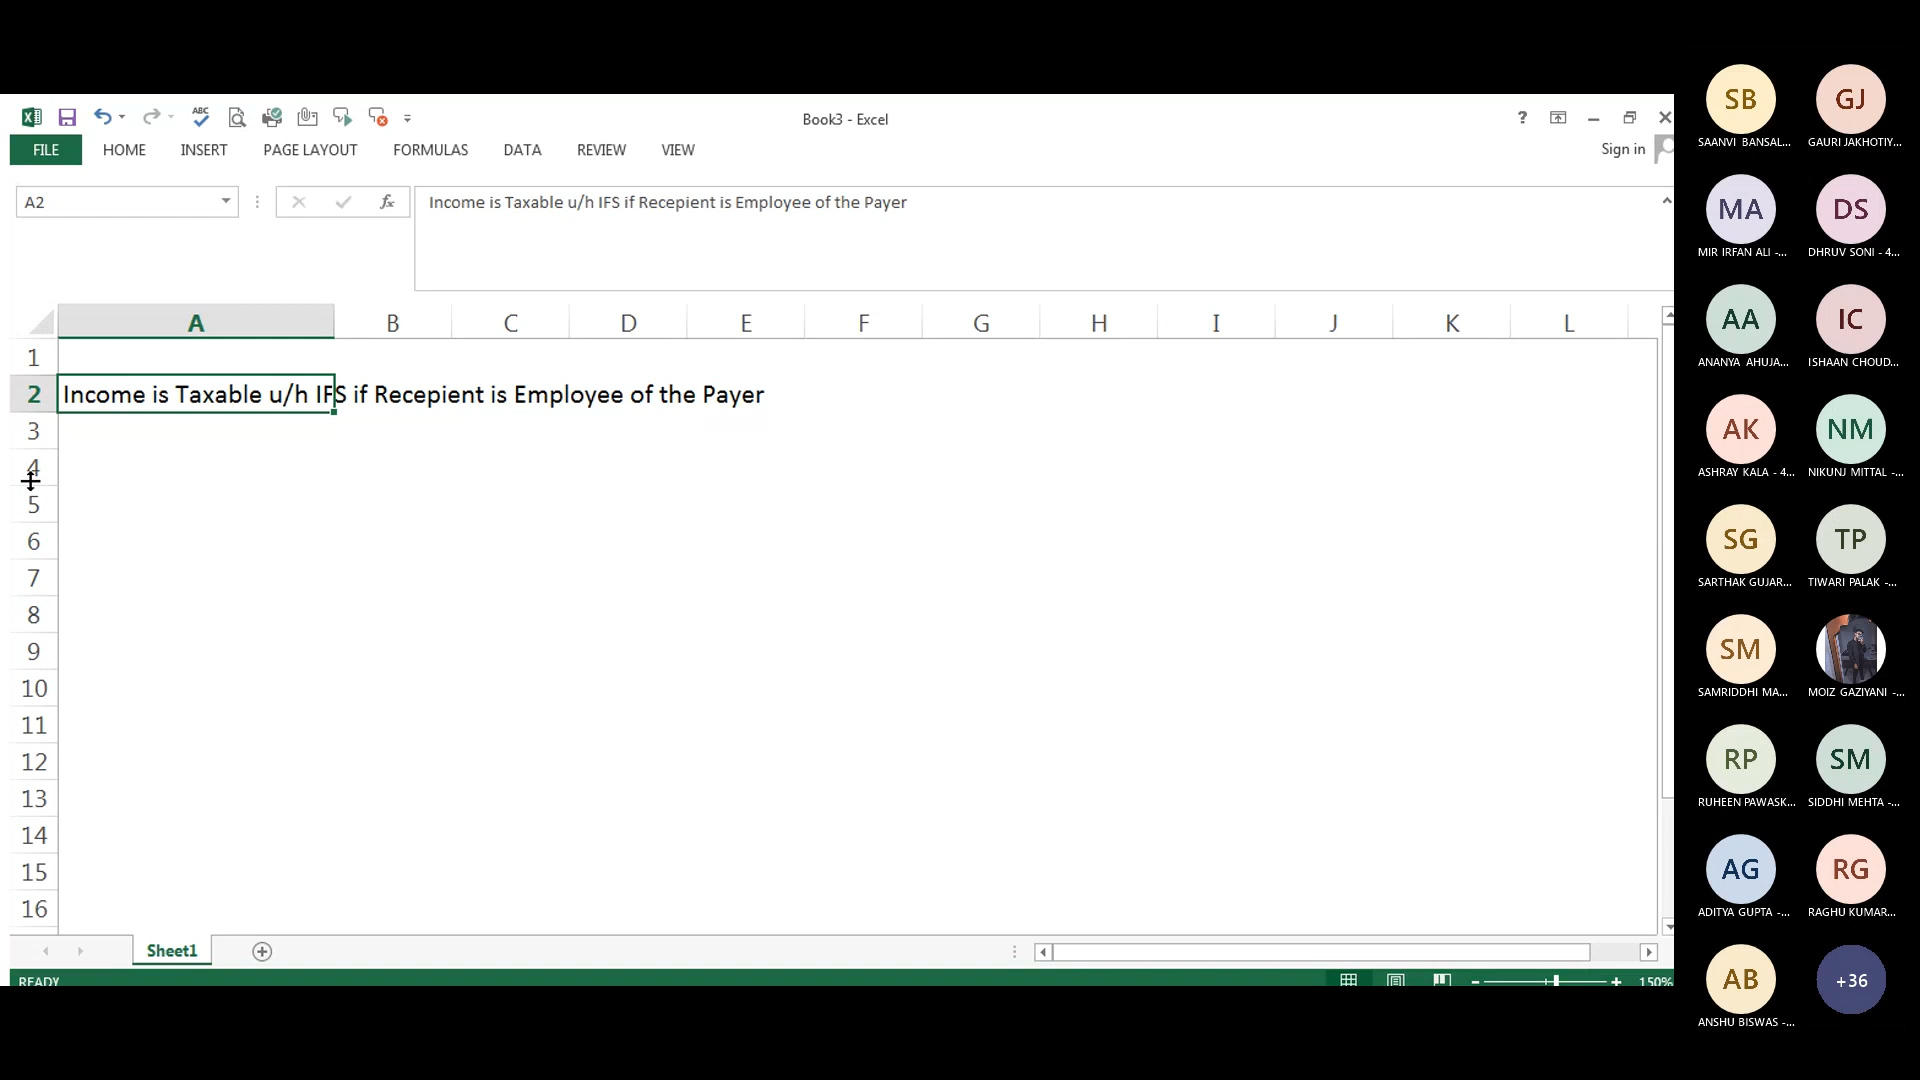 Book3 - Excel
?
FILE HOME INSERT PAGE LAYOUT FORMULAS DATA REVIEW VIEW
Sign in
A2
fx
Income is Taxable u/h IFS if Recepient is Employee of the Payer
A B C D E F G H I J K L
1
2 Income is Taxable u/h IFS if Recepient is Employee of the Payer
3
4
5
6
7
8
9
10
11
12
13
14
15
16
Sheet1
READY
150%
SB GJ
SAANVI BANSAL... GAURI JAKHOTIY...
MA DS
MIR IRFAN ALI -... DHRUV SONI - 4...
AA IC
ANANYA AHUJA... ISHAAN CHOUD...
AK NM
ASHRAY KALA - 4... NIKUNJ MITTAL -...
SG TP
SARTHAK GUJAR... TIWARI PALAK -...
SM
SAMRIDDHI MA... MOIZ GAZIYANI -...
RP SM
RUHEEN PAWASK... SIDDHI MEHTA -...
AG RG
ADITYA GUPTA -... RAGHU KUMAR...
AB +36
ANSHU BISWAS -...